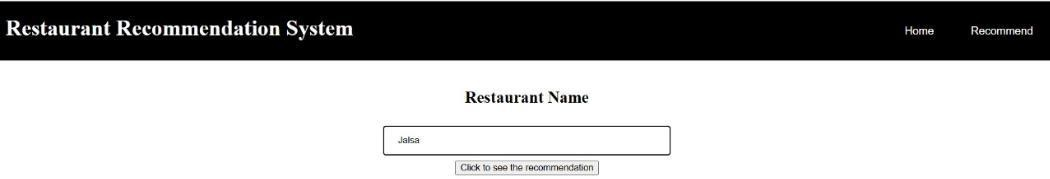 Restaurant Recommendation System
Home Recommend
Restaurant Name
Jalsa
Click to see the recommendation